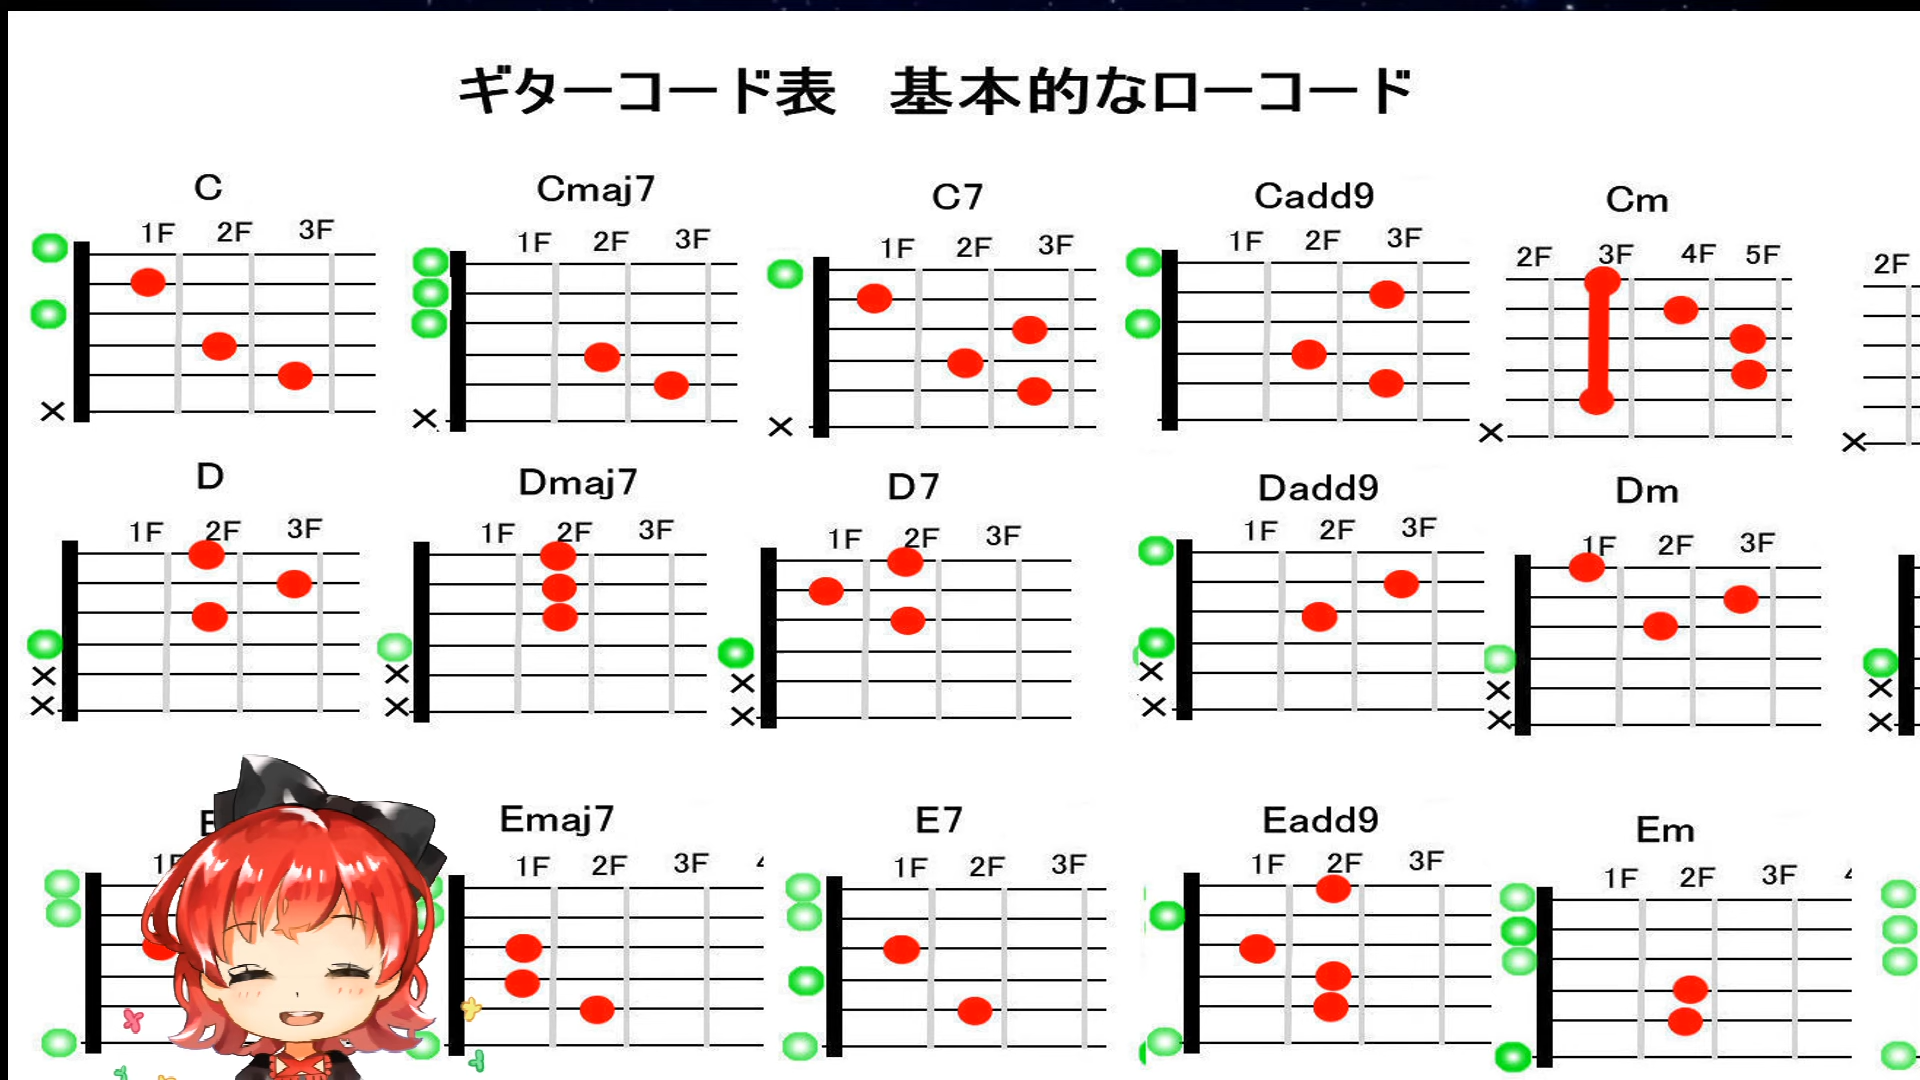 ギターコード表　基本的なローコード
C Cmaj7 C7 Cadd9 Cm
1F 2F 3F 1F 2F 3F 1F 2F 3F 1F 2F 3F 2F 3F 4F 5F 2F
× × × × ×
D Dmaj7 D7 Dadd9 Dm
1F 2F 3F 1F 2F 3F 1F 2F 3F 1F 2F 3F 1F 2F 3F
× × × × × ×
× × × × × ×
Emaj7 E7 Eadd9 Em
1F 2F 3F 1F 2F 3F 1F 2F 3F 1F 2F 3F